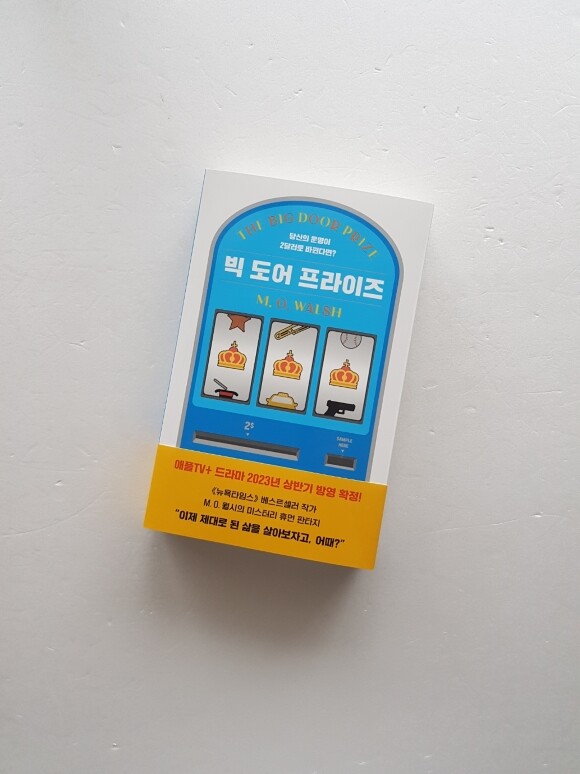 THE BIG DOOR PRIZE
당신의 운명이
2달러로 바뀐다면?
빅 도어 프라이즈
M. O. WALSH
2$
SAMPLE
HERE
애플TV+ 드라마 2023년 상반기 방영 확정!
《뉴욕타임스》 베스트셀러 작가
M. O. 월시의 미스터리 휴먼 판타지
"이제 제대로 된 삶을 살아보자고, 어때?"